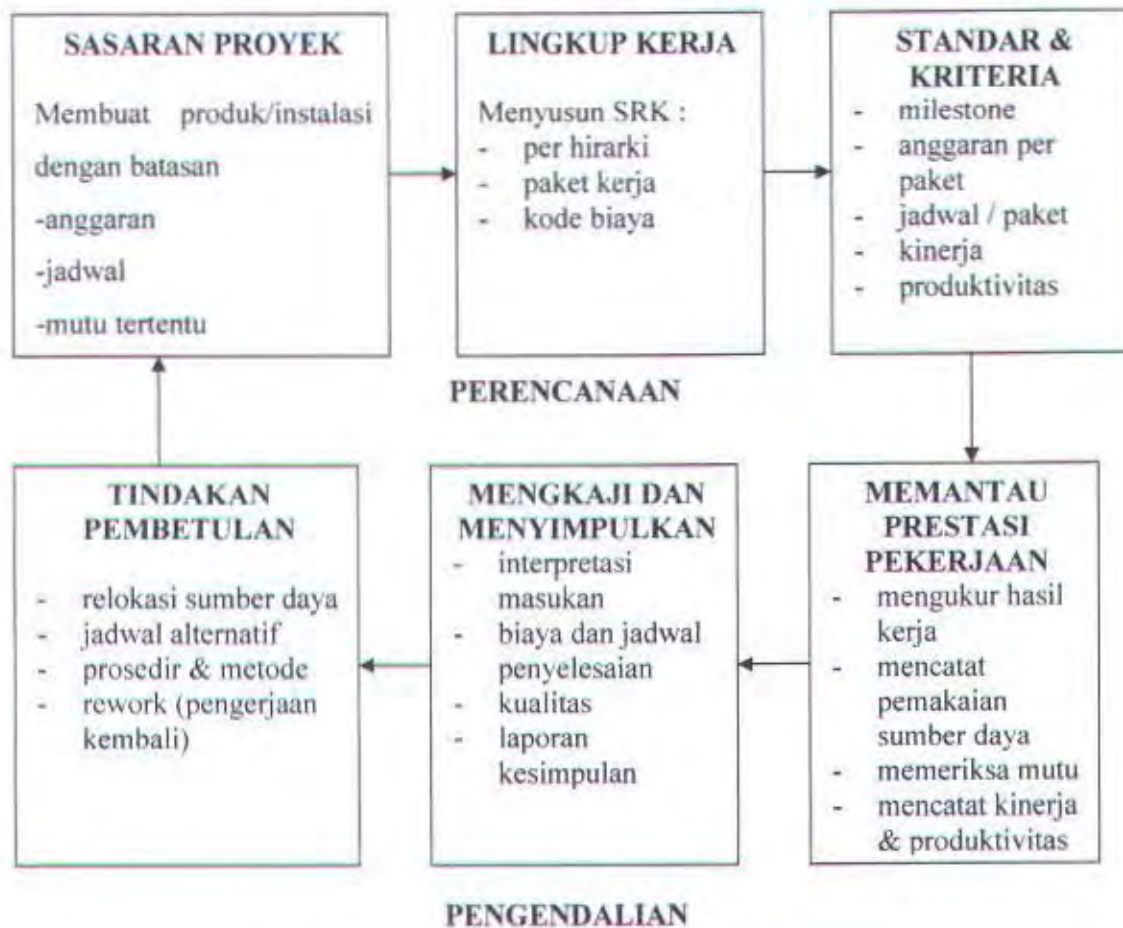 SASARAN PROYEK
Membuat produk/instalasi
dengan batasan
-anggaran
-jadwal
-mutu tertentu
LINGKUP KERJA
Menyusun SRK :
- per hirarki
- paket kerja
- kode biaya
STANDAR &
KRITERIA
- milestone
- anggaran per
paket
- jadwal / paket
- kinerja
- produktivitas
PERENCANAAN
TINDAKAN
PEMBETULAN
- relokasi sumber daya
- jadwal alternatif
- prosedir & metode
- rework (pengerjaan
kembali)
MENGKAJI DAN
MENYIMPULKAN
- interpretasi
masukan
- biaya dan jadwal
penyelesaian
- kualitas
- laporan
kesimpulan
MEMANTAU
PRESTASI
PEKERJAAN
- mengukur hasil
kerja
- mencatat
pemakaian
sumber daya
- memeriksa mutu
- mencatat kinerja
& produktivitas
PENGENDALIAN